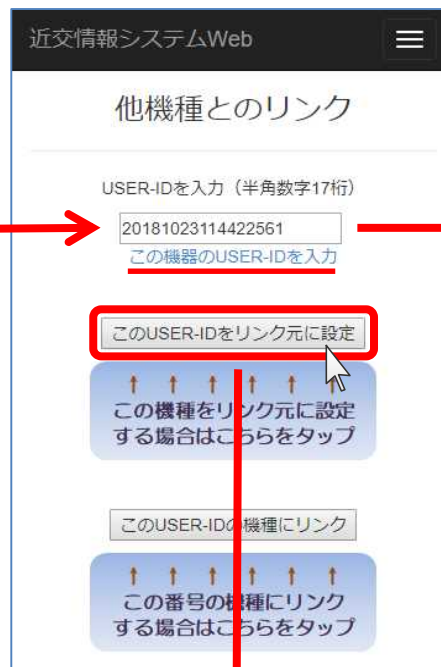 近交情報システムWeb
他機種とのリンク
USER-IDを入力（半角数字17桁）
20181023114422561
この機器のUSER-IDを入力
このUSER-IDをリンク元に設定
↑ ↑ ↑ ↑ ↑ ↑
この機種をリンク元に設定
する場合はこちらをタップ
このUSER-IDの機種にリンク
↑ ↑ ↑ ↑ ↑ ↑
この番号の機種にリンク
する場合はこちらをタップ